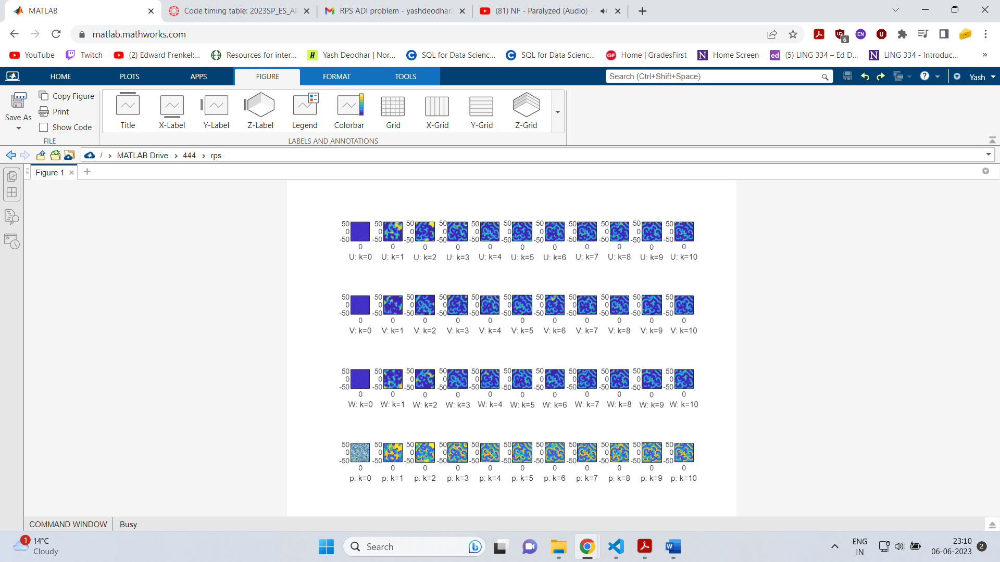 MATLAB
Code timing table: 2023SP_ES_AP
RPS ADI problem - yashdeodhar2
(81) NF - Paralyzed (Audio) -
matlab.mathworks.com
6
EN
YouTube
Twitch
(2) Edward Frenkel:...
Resources for inter...
Yash Deodhar | Nor...
SQL for Data Scienc...
SQL for Data Scienc...
Home | GradesFirst
Home Screen
(5) LING 334 – Ed D...
LING 334 - Introduc...
»
HOME PLOTS APPS FIGURE FORMAT TOOLS
Search (Ctrl+Shift+Space)
Yash
Save As
Copy Figure
Print
Show Code
FILE
Title X-Label Y-Label Z-Label Legend Colorbar Grid X-Grid Y-Grid Z-Grid
LABELS AND ANNOTATIONS
/ › MATLAB Drive › 444 › rps
Figure 1
50 50 50 50 50 50 50 50 50 50 50
0 0 0 0 0 0 0 0 0 0 0
-50 -50 -50 -50 -50 -50 -50 -50 -50 -50 -50
0 0 0 0 0 0 0 0 0 0 0
U: k=0 U: k=1 U: k=2 U: k=3 U: k=4 U: k=5 U: k=6 U: k=7 U: k=8 U: k=9 U: k=10
50 50 50 50 50 50 50 50 50 50 50
0 0 0 0 0 0 0 0 0 0 0
-50 -50 -50 -50 -50 -50 -50 -50 -50 -50 -50
0 0 0 0 0 0 0 0 0 0 0
V: k=0 V: k=1 V: k=2 V: k=3 V: k=4 V: k=5 V: k=6 V: k=7 V: k=8 V: k=9 V: k=10
50 50 50 50 50 50 50 50 50 50 50
0 0 0 0 0 0 0 0 0 0 0
-50 -50 -50 -50 -50 -50 -50 -50 -50 -50 -50
0 0 0 0 0 0 0 0 0 0 0
W: k=0 W: k=1 W: k=2 W: k=3 W: k=4 W: k=5 W: k=6 W: k=7 W: k=8 W: k=9 W: k=10
50 50 50 50 50 50 50 50 50 50 50
0 0 0 0 0 0 0 0 0 0 0
-50 -50 -50 -50 -50 -50 -50 -50 -50 -50 -50
0 0 0 0 0 0 0 0 0 0 0
p: k=0 p: k=1 p: k=2 p: k=3 p: k=4 p: k=5 p: k=6 p: k=7 p: k=8 p: k=9 p: k=10
COMMAND WINDOW Busy
1
14°C
Cloudy
Search
ENG
IN
23:10
06-06-2023
2